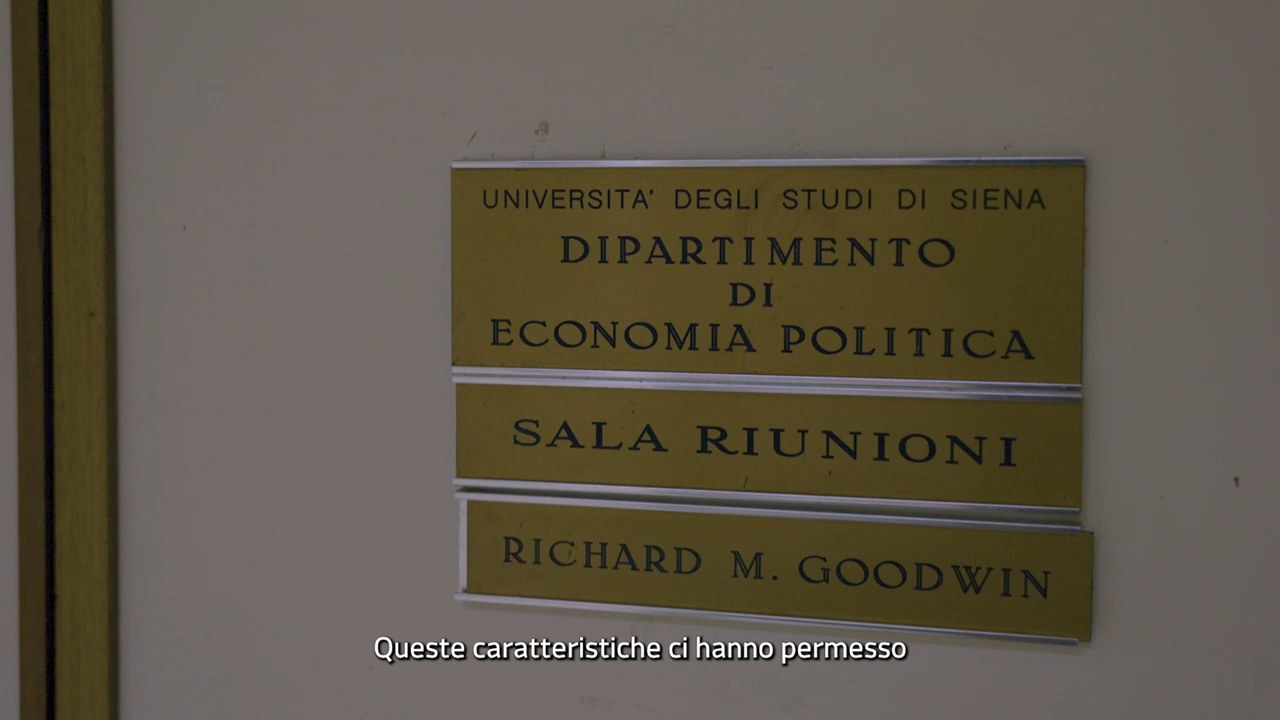 UNIVERSITA' DEGLI STUDI DI SIENA
DIPARTIMENTO
DI
ECONOMIA POLITICA
SALA RIUNIONI
RICHARD M. GOODWIN
Queste caratteristiche ci hanno permesso